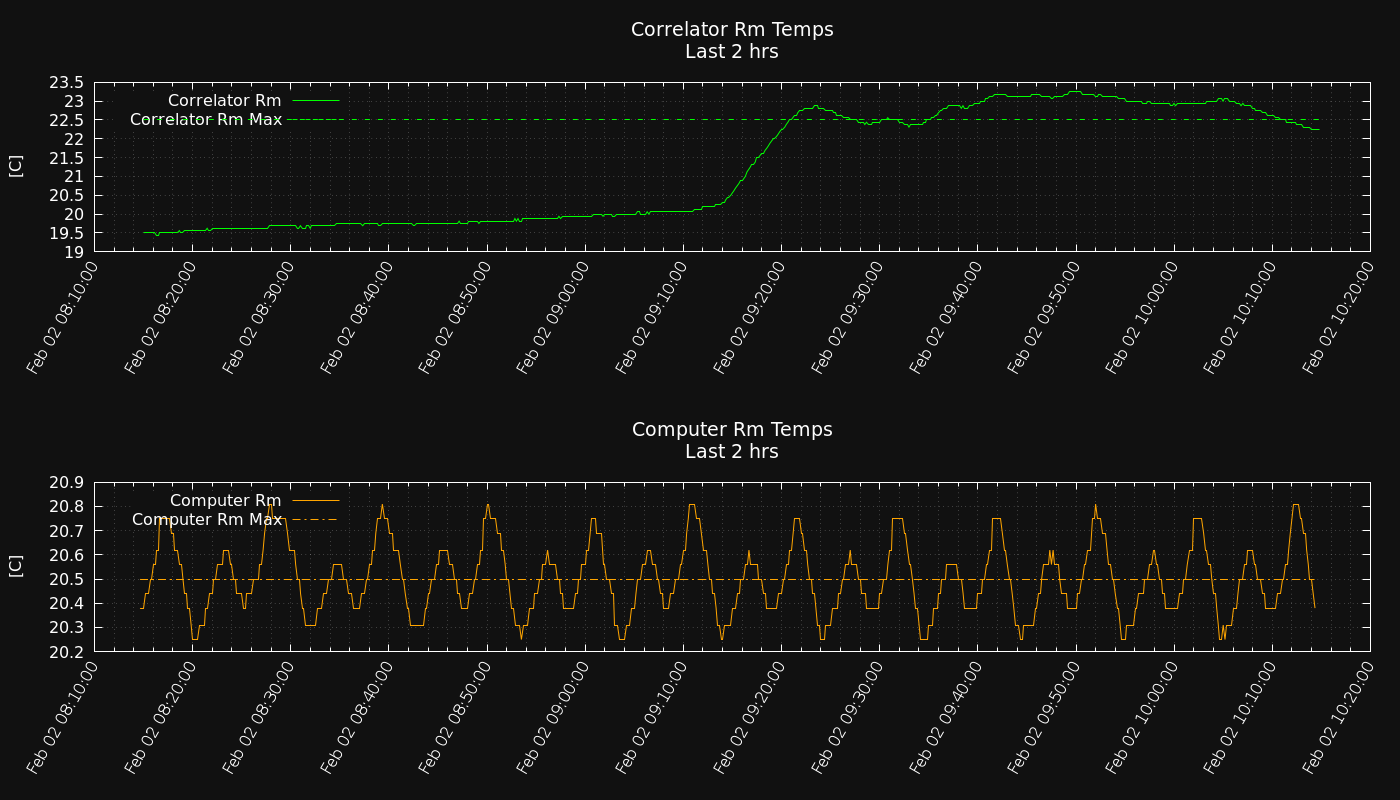 Correlator Rm Temps
Last 2 hrs
[C]
23.5
23
22.5
22
21.5
21
20.5
20
19.5
19
Correlator Rm
Correlator Rm Max
Feb 02 08:10:00
Feb 02 08:20:00
Feb 02 08:30:00
Feb 02 08:40:00
Feb 02 08:50:00
Feb 02 09:00:00
Feb 02 09:10:00
Feb 02 09:20:00
Feb 02 09:30:00
Feb 02 09:40:00
Feb 02 09:50:00
Feb 02 10:00:00
Feb 02 10:10:00
Feb 02 10:20:00
Computer Rm Temps
Last 2 hrs
[C]
20.9
20.8
20.7
20.6
20.5
20.4
20.3
20.2
Computer Rm
Computer Rm Max
Feb 02 08:10:00
Feb 02 08:20:00
Feb 02 08:30:00
Feb 02 08:40:00
Feb 02 08:50:00
Feb 02 09:00:00
Feb 02 09:10:00
Feb 02 09:20:00
Feb 02 09:30:00
Feb 02 09:40:00
Feb 02 09:50:00
Feb 02 10:00:00
Feb 02 10:10:00
Feb 02 10:20:00